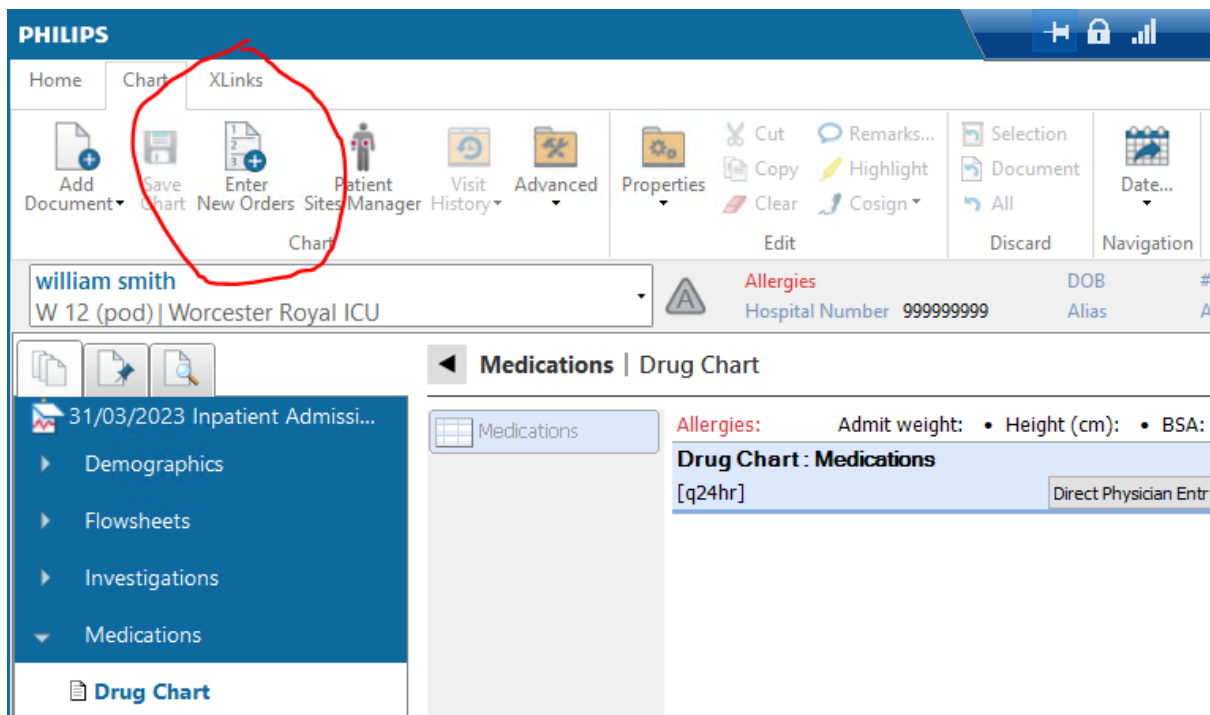 PHILIPS
Home Chart XLinks
Add Document
Save Chart
Enter New Orders
Patient Sites Manager
Visit History
Advanced
Properties
Cut
Copy
Clear
Remarks...
Highlight
Cosign
Selection
Document
All
Date...
Chart
Edit
Discard
Navigation
william smith
W 12 (pod) | Worcester Royal ICU
Allergies DOB #
Hospital Number 999999999 Alias A
Medications | Drug Chart
31/03/2023 Inpatient Admissi...
Demographics
Flowsheets
Investigations
Medications
Drug Chart
Medications
Allergies: Admit weight: • Height (cm): • BSA:
Drug Chart : Medications
[q24hr] Direct Physician Entr